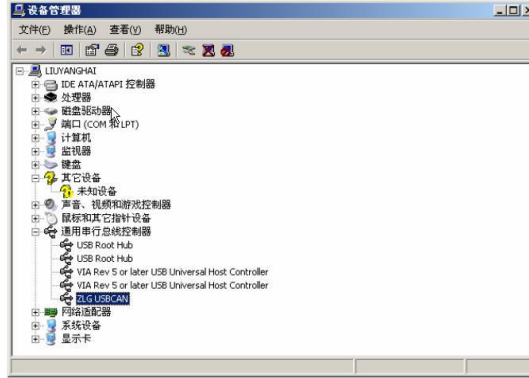 设备管理器
文件(F) 操作(A) 查看(V) 帮助(H)
LIUYANGHAI
IDE ATA/ATAPI 控制器
处理器
磁盘驱动器
端口 (COM 和 LPT)
计算机
监视器
键盘
其它设备
未知设备
声音、视频和游戏控制器
鼠标和其它指针设备
通用串行总线控制器
USB Root Hub
USB Root Hub
VIA Rev 5 or later USB Universal Host Controller
VIA Rev 5 or later USB Universal Host Controller
ZLG USBCAN
网络适配器
系统设备
显示卡